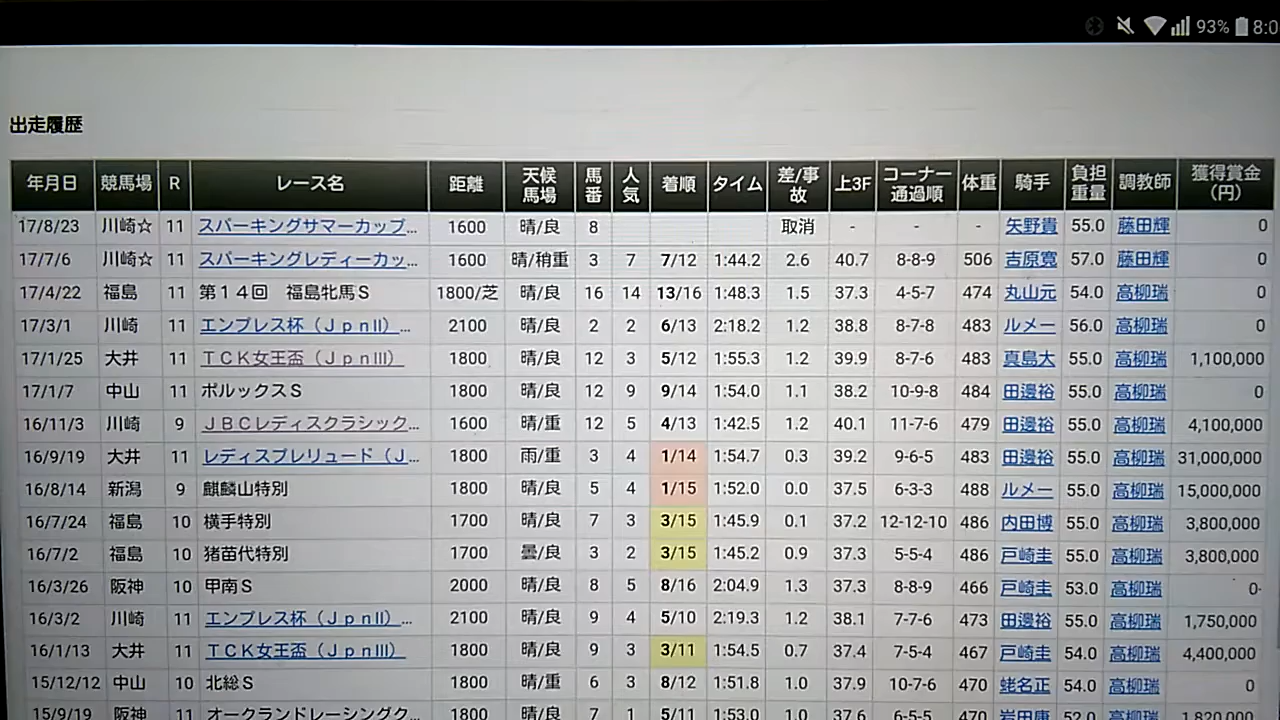 93% 8:0
出走履歴
年月日 競馬場 R レース名 距離 天候馬場 馬番 人気 着順 タイム 差/事故 上3F コーナー通過順 体重 騎手 負担重量 調教師 獲得賞金(円)
17/8/23 川崎☆ 11 スパーキングサマーカップ… 1600 晴/良 8 取消 - - - 矢野貴 55.0 藤田輝 0
17/7/6 川崎☆ 11 スパーキングレディーカッ… 1600 晴/稍重 3 7 7/12 1:44.2 2.6 40.7 8-8-9 506 吉原寛 57.0 藤田輝 0
17/4/22 福島 11 第14回 福島牝馬S 1800/芝 晴/良 16 14 13/16 1:48.3 1.5 37.3 4-5-7 474 丸山元 54.0 高柳瑞 0
17/3/1 川崎 11 エンプレス杯(JpnII)… 2100 晴/良 2 2 6/13 2:18.2 1.2 38.8 8-7-8 483 ルメー 56.0 高柳瑞 0
17/1/25 大井 11 TCK女王盃(JpnIII) 1800 晴/良 12 3 5/12 1:55.3 1.2 39.9 8-7-6 483 真島大 55.0 高柳瑞 1,100,000
17/1/7 中山 11 ポルックスS 1800 晴/良 12 9 9/14 1:54.0 1.1 38.2 10-9-8 484 田邊裕 55.0 高柳瑞 0
16/11/3 川崎 9 JBCレディスクラシック… 1600 晴/重 12 5 4/13 1:42.5 1.2 40.1 11-7-6 479 田邊裕 55.0 高柳瑞 4,100,000
16/9/19 大井 11 レディスプレリュード(J… 1800 雨/重 3 4 1/14 1:54.7 0.3 39.2 9-6-5 483 田邊裕 55.0 高柳瑞 31,000,000
16/8/14 新潟 9 麒麟山特別 1800 晴/良 5 4 1/15 1:52.0 0.0 37.5 6-3-3 488 ルメー 55.0 高柳瑞 15,000,000
16/7/24 福島 10 横手特別 1700 晴/良 7 3 3/15 1:45.9 0.1 37.2 12-12-10 486 内田博 55.0 高柳瑞 3,800,000
16/7/2 福島 10 猪苗代特別 1700 曇/良 3 2 3/15 1:45.2 0.9 37.3 5-5-4 486 戸崎圭 55.0 高柳瑞 3,800,000
16/3/26 阪神 10 甲南S 2000 晴/良 8 5 8/16 2:04.9 1.3 37.3 8-8-9 466 戸崎圭 53.0 高柳瑞 0
16/3/2 川崎 11 エンプレス杯(JpnII)… 2100 晴/良 9 4 5/10 2:19.3 1.2 38.1 7-7-6 473 田邊裕 55.0 高柳瑞 1,750,000
16/1/13 大井 11 TCK女王盃(JpnIII) 1800 晴/良 9 3 3/11 1:54.5 0.7 37.4 7-5-4 467 戸崎圭 54.0 高柳瑞 4,400,000
15/12/12 中山 10 北総S 1800 晴/重 6 3 8/12 1:51.8 1.0 37.9 10-7-6 470 蛯名正 54.0 高柳瑞 0
15/9/19 阪神 11 オークランドレーシングク… 1800 晴/良 7 1 5/11 1:53.0 1.0 37.6 6-5-5 470 岩田康 52.0 高柳瑞 1,820,000